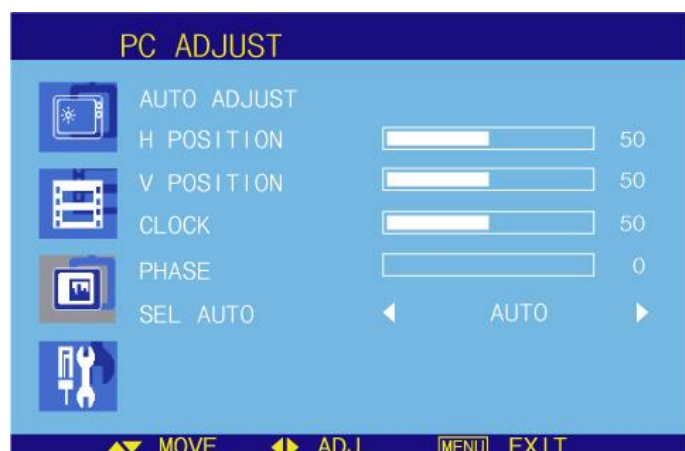 PC ADJUST
AUTO ADJUST
H POSITION 50
V POSITION 50
CLOCK 50
PHASE 0
SEL AUTO AUTO
MOVE ADJ MENU EXIT